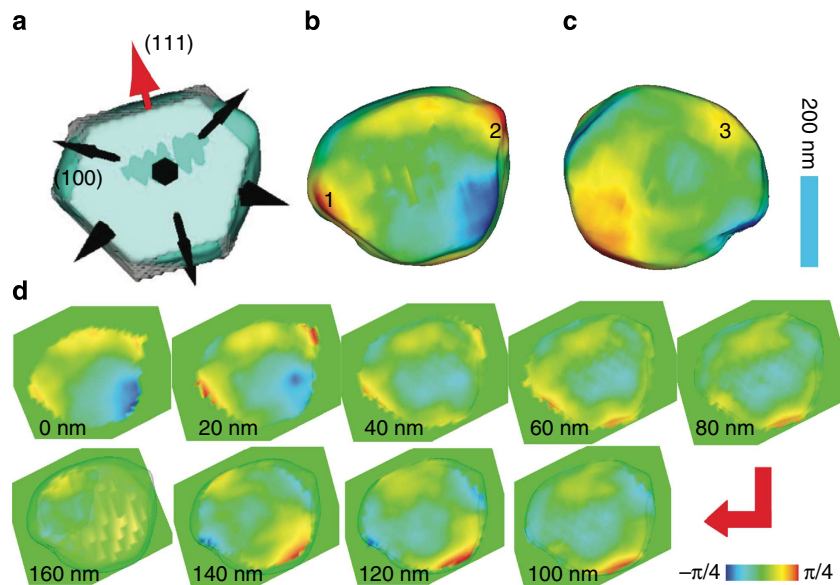 a
b
c
(111)
(100)
1
2
3
200 nm
d
0 nm
20 nm
40 nm
60 nm
80 nm
160 nm
140 nm
120 nm
100 nm
−π/4
π/4